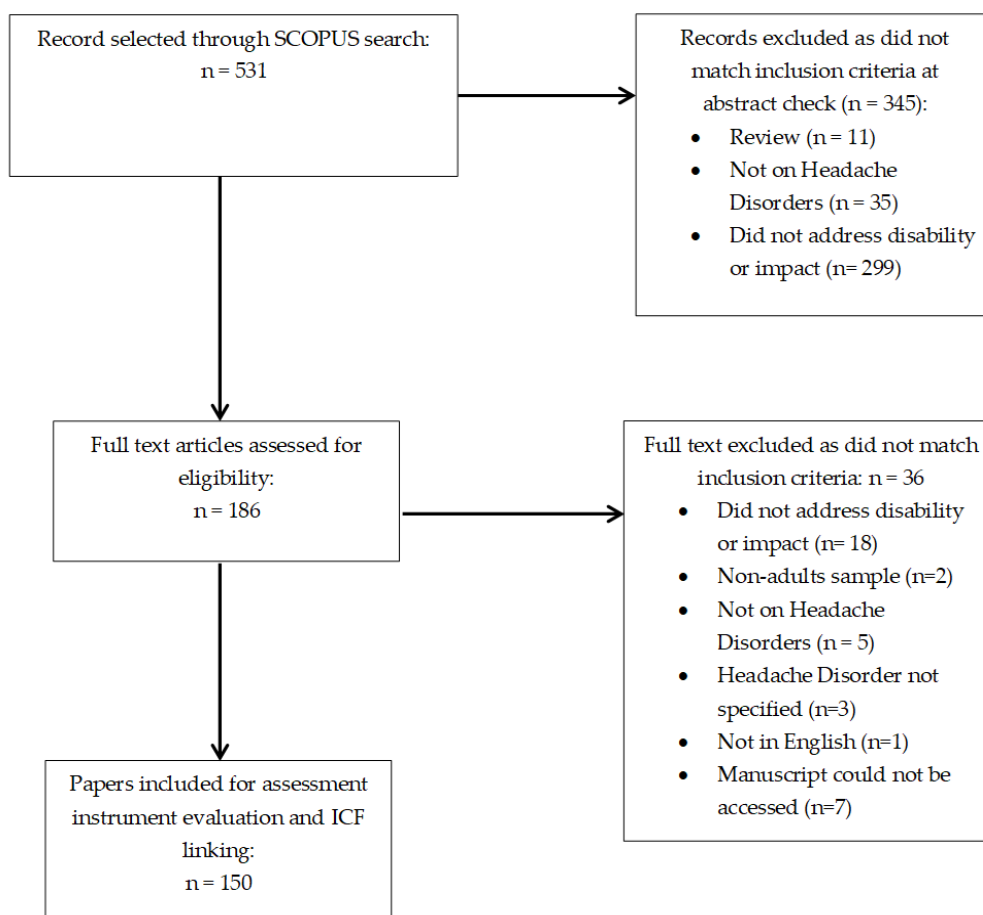 Record selected through SCOPUS search:
n = 531
Records excluded as did not
match inclusion criteria at
abstract check (n = 345):
• Review (n = 11)
• Not on Headache
Disorders (n = 35)
• Did not address disability
or impact (n= 299)
Full text articles assessed for
eligibility:
n = 186
Full text excluded as did not match
inclusion criteria: n = 36
• Did not address disability
or impact (n= 18)
• Non-adults sample (n=2)
• Not on Headache
Disorders (n = 5)
• Headache Disorder not
specified (n=3)
• Not in English (n=1)
• Manuscript could not be
accessed (n=7)
Papers included for assessment
instrument evaluation and ICF
linking:
n = 150